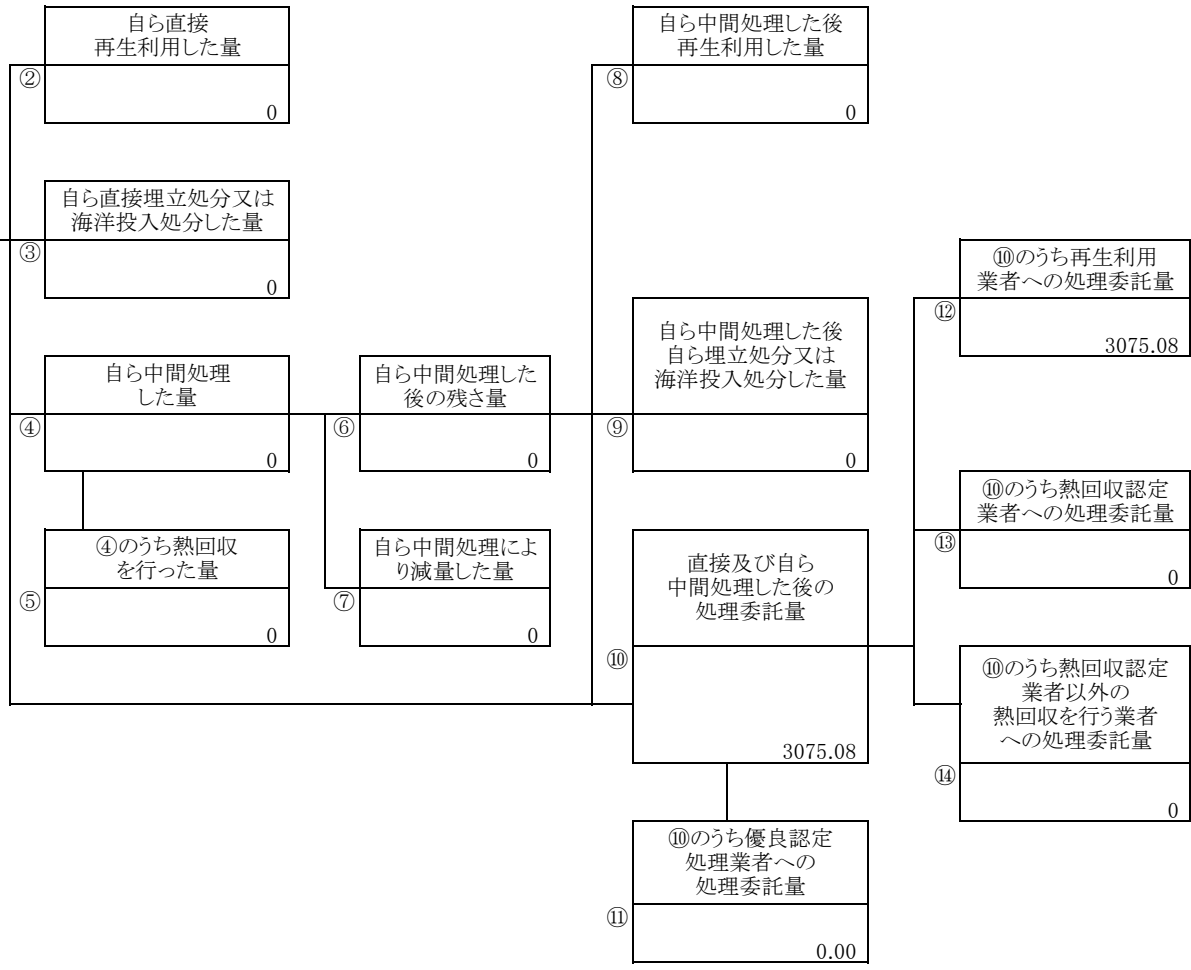 自ら直接
再生利用した量
②
0
自ら直接埋立処分又は
海洋投入処分した量
③
0
自ら中間処理
した量
④
0
④のうち熱回収
を行った量
⑤
0
自ら中間処理した
後の残さ量
⑥
0
自ら中間処理によ
り減量した量
⑦
0
自ら中間処理した後
再生利用した量
⑧
0
自ら中間処理した後
自ら埋立処分又は
海洋投入処分した量
⑨
0
直接及び自ら
中間処理した後の
処理委託量
⑩
3075.08
⑩のうち優良認定
処理業者への
処理委託量
⑪
0.00
⑩のうち再生利用
業者への処理委託量
⑫
3075.08
⑩のうち熱回収認定
業者への処理委託量
⑬
0
⑩のうち熱回収認定
業者以外の
熱回収を行う業者
への処理委託量
⑭
0